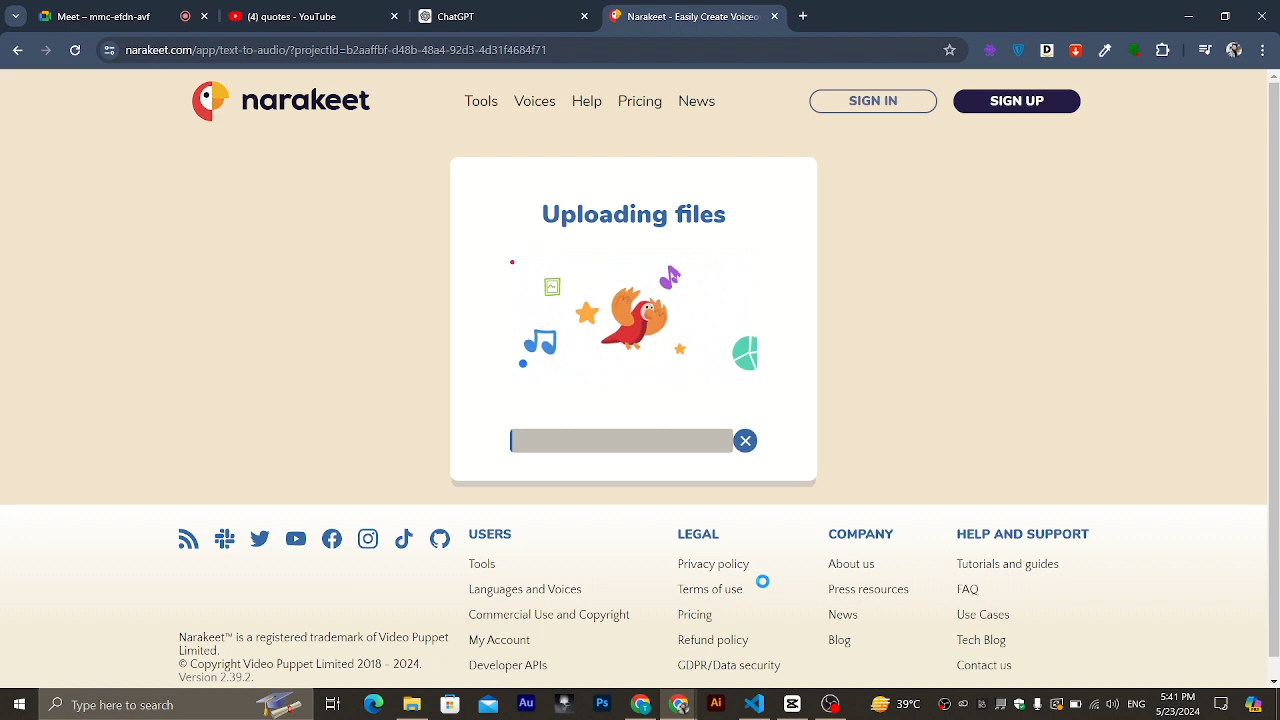 Meet - mmc-fcdn-avf
(4) quotes - YouTube
ChatGPT
Narakeet - Easily Create Voiceo
narakeet.com/app/text-to-audio/?projectId=b2aaffbf-d48b-48a4-92d3-4d31f4684f71
narakeet
Tools
Voices
Help
Pricing
News
SIGN IN
SIGN UP
Uploading files
USERS
Tools
Languages and Voices
Commercial Use and Copyright
My Account
Developer APIs
LEGAL
Privacy policy
Terms of use
Pricing
Refund policy
GDPR/Data security
COMPANY
About us
Press resources
News
Blog
HELP AND SUPPORT
Tutorials and guides
FAQ
Use Cases
Tech Blog
Contact us
Narakeet™ is a registered trademark of Video Puppet
Limited.
© Copyright Video Puppet Limited 2018 – 2024.
Version 2.39.2.
Type here to search
Au
Ps
Ai
39°C
ENG
5:41 PM
5/23/2024